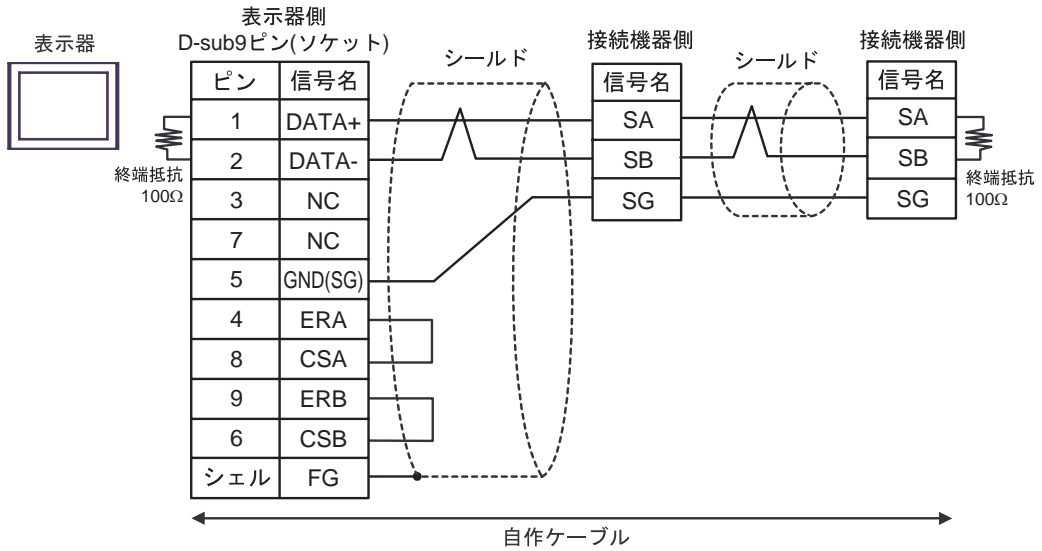 表示器
表示器側
D-sub9ピン(ソケット)
ピン 信号名
1 DATA+
2 DATA-
3 NC
7 NC
5 GND(SG)
4 ERA
8 CSA
9 ERB
6 CSB
シェル FG
終端抵抗
100Ω
シールド
接続機器側
信号名
SA
SB
SG
シールド
接続機器側
信号名
SA
SB
SG
終端抵抗
100Ω
自作ケーブル